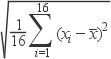 √(1/16 ∑_{i=1}^{16} (x_i − x̅)²)